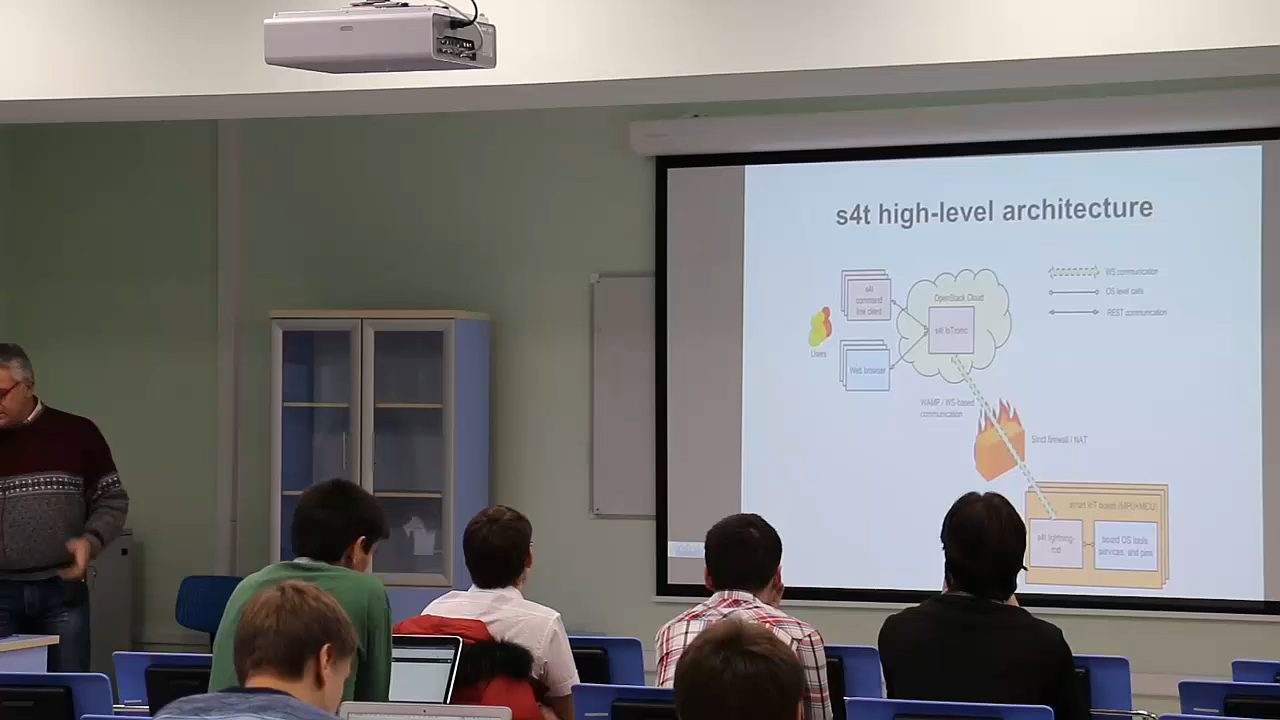 s4t high-level architecture
s4t
command
line client
Users
Web browser
OpenStack Cloud
s4t IoTronic
WS communication
OS level calls
REST communication
WAMP / WS-based
communication
Strict firewall / NAT
smart IoT board (MPU+MCU)
s4t lightning-
rod
board OS tools
services, and pins